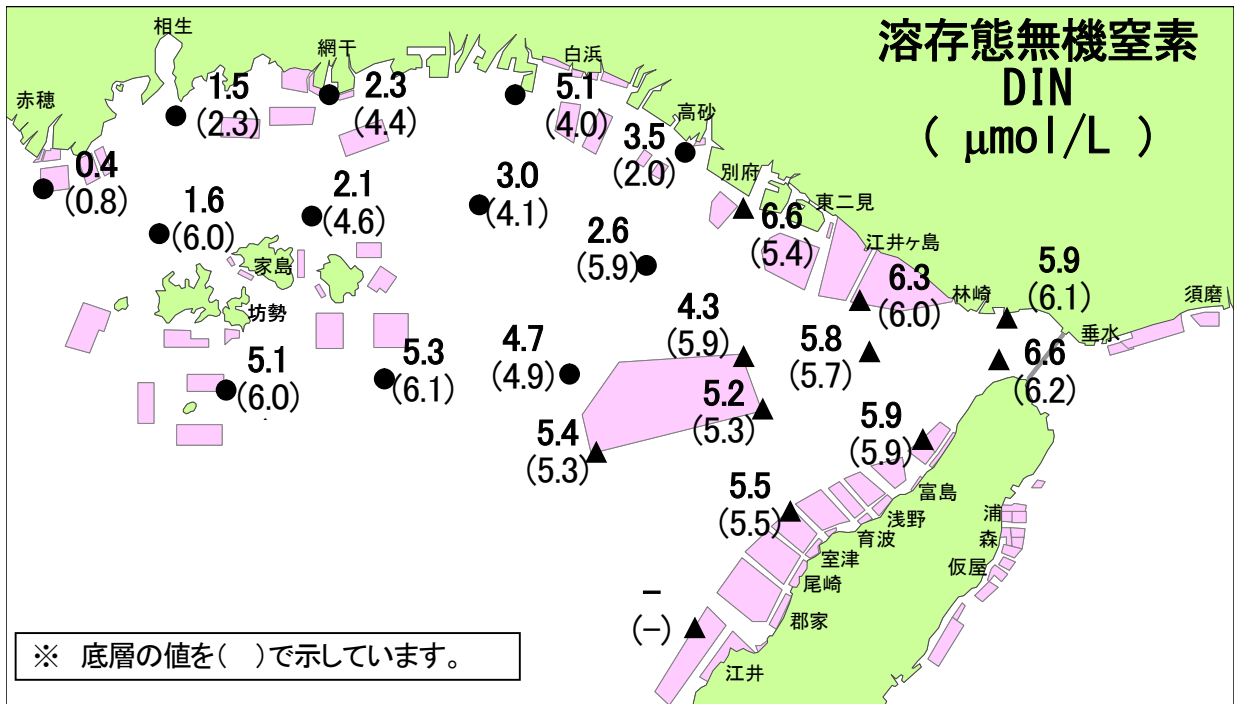 溶存態無機窒素
DIN
( μmol/L )
相生
網干
白浜
赤穂
高砂
別府
東二見
江井ヶ島
林崎
須磨
垂水
家島
坊勢
1.5
(2.3)
2.3
(4.4)
5.1
(4.0)
3.5
(2.0)
0.4
(0.8)
1.6
(6.0)
2.1
(4.6)
3.0
(4.1)
2.6
(5.9)
6.6
(5.4)
6.3
(6.0)
5.9
(6.1)
4.3
(5.9)
5.8
(5.7)
6.6
(6.2)
5.1
(6.0)
5.3
(6.1)
4.7
(4.9)
5.2
(5.3)
5.4
(5.3)
5.9
(5.9)
5.5
(5.5)
-
(-)
富島
浅野
育波
室津
尾崎
郡家
江井
浦
森
仮屋
※ 底層の値を( )で示しています。